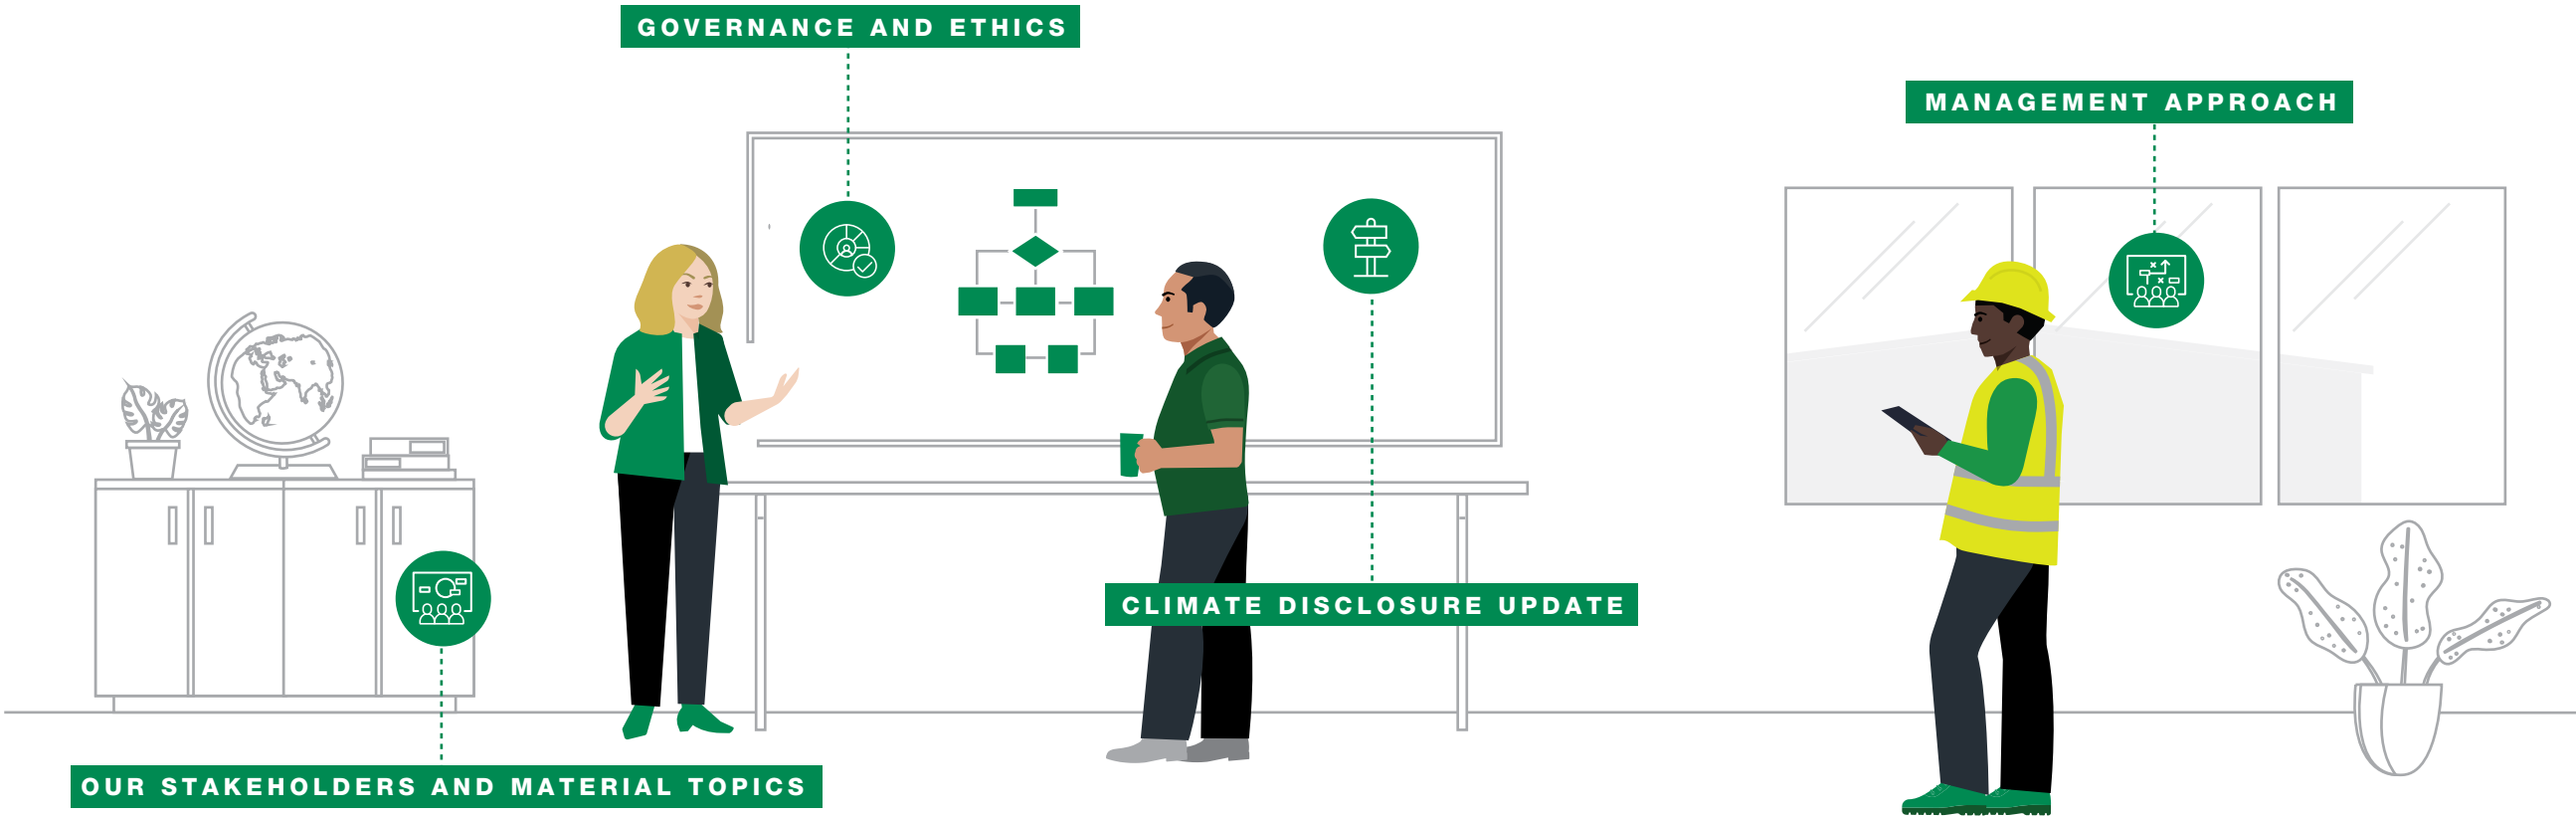 GOVERNANCE AND ETHICS
MANAGEMENT APPROACH
CLIMATE DISCLOSURE UPDATE
OUR STAKEHOLDERS AND MATERIAL TOPICS